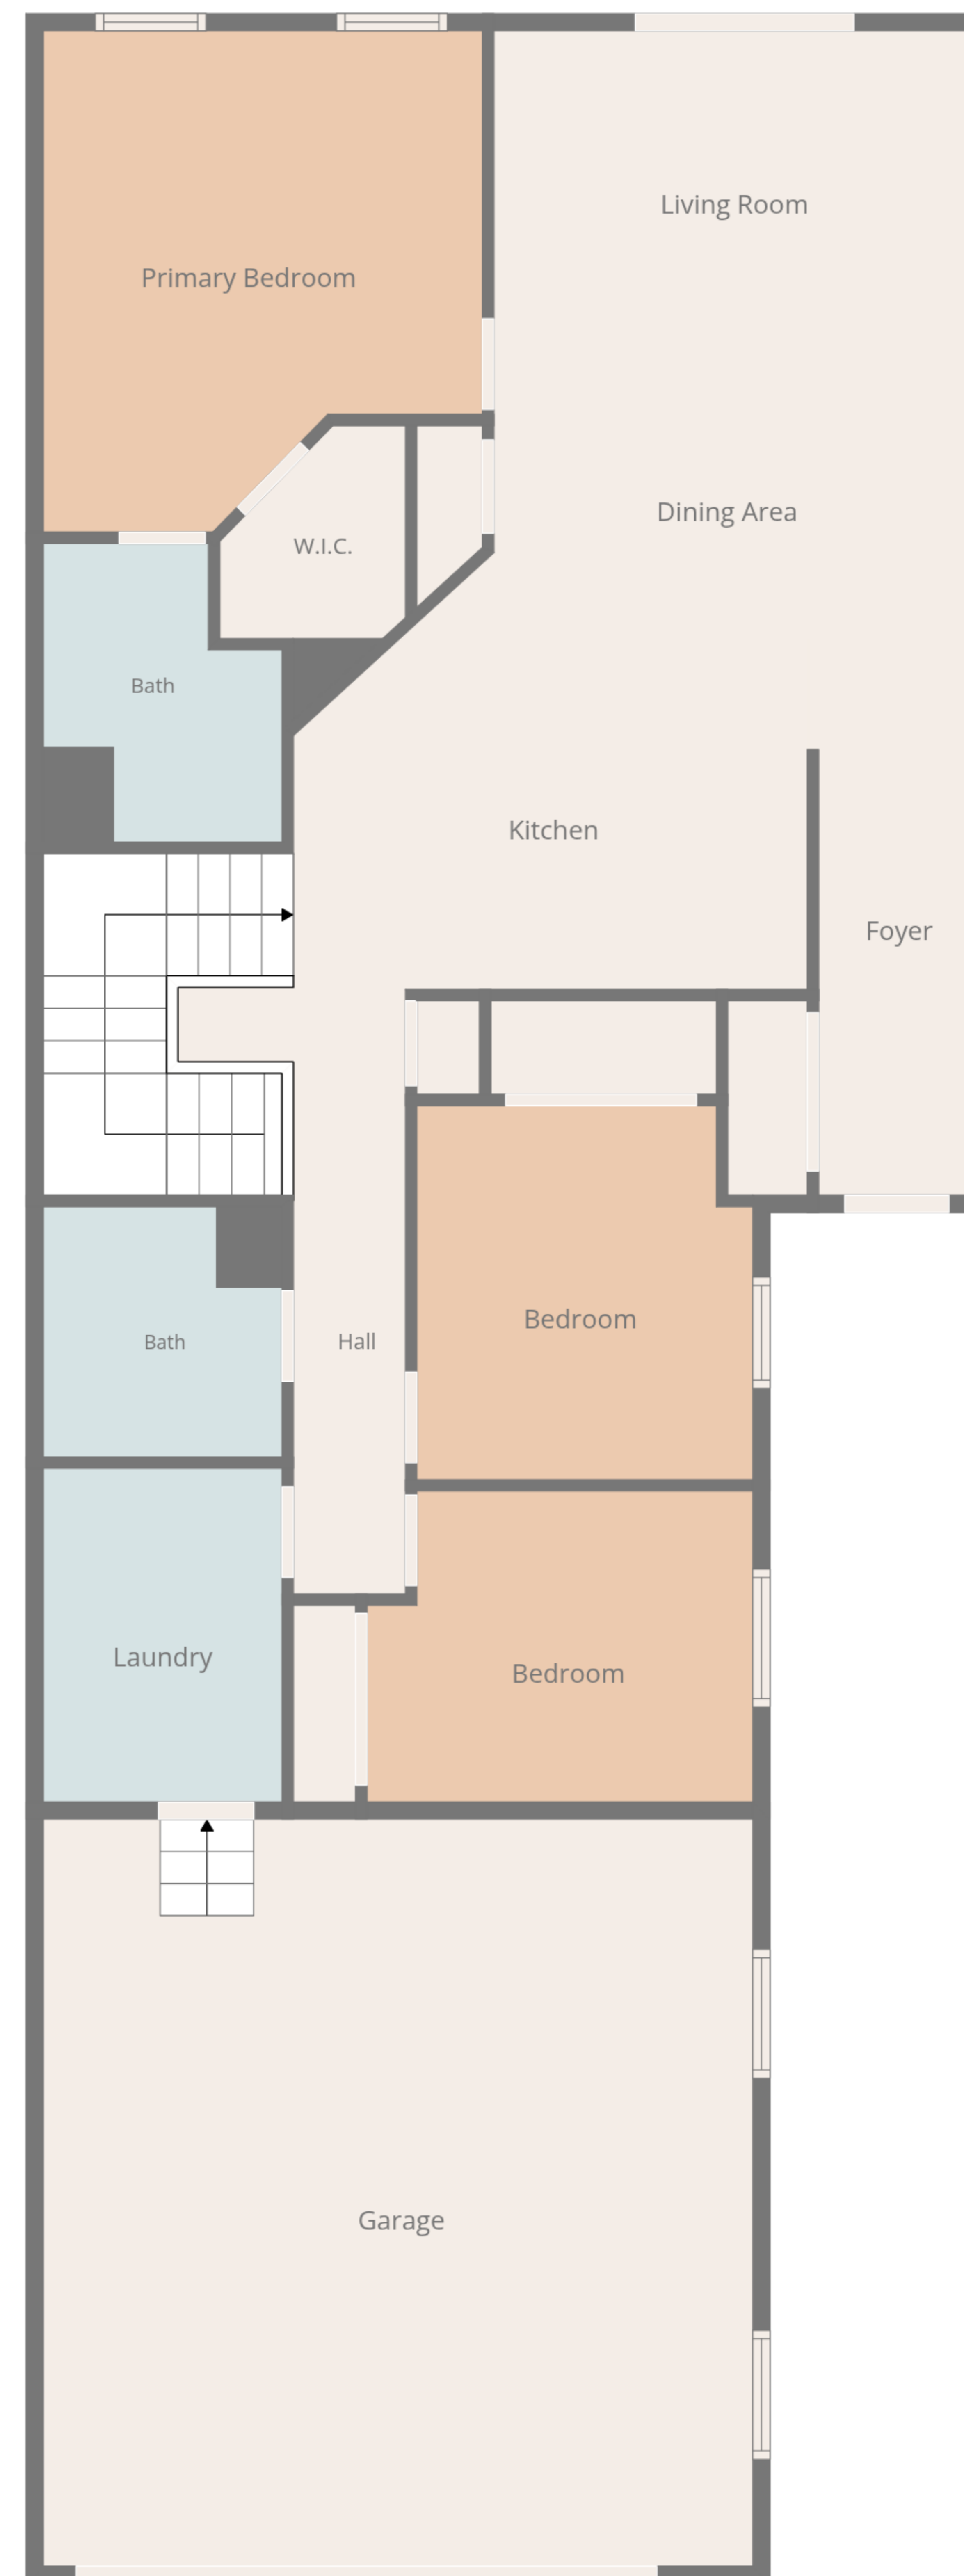 Living Room
Primary Bedroom
Dining Area
W.I.C.
Bath
Kitchen
Foyer
Bedroom
Bath
Hall
Laundry
Bedroom
Garage